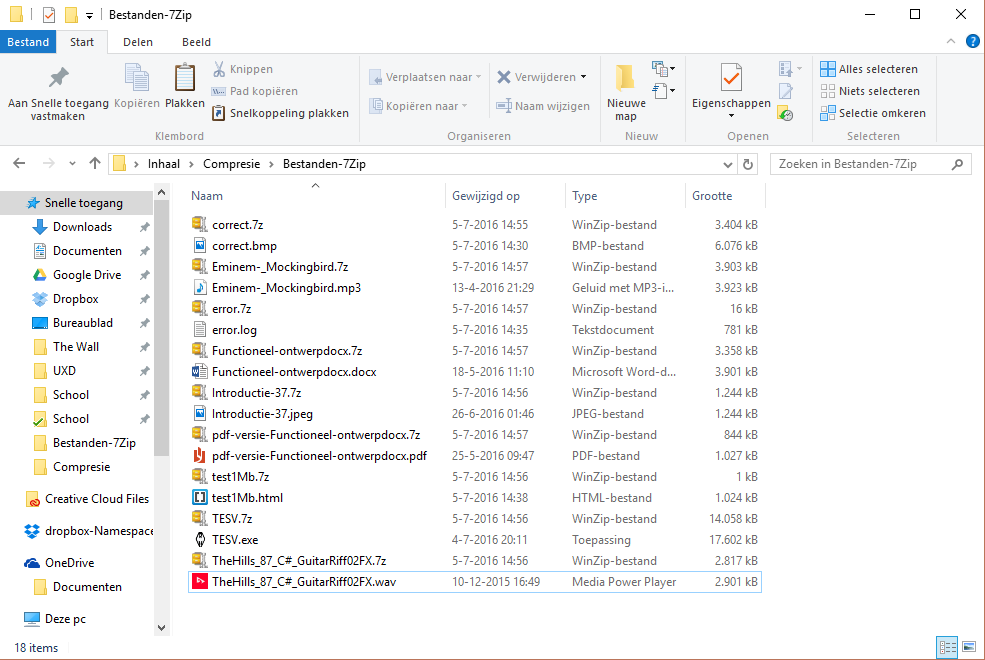 Bestanden-7Zip
Bestand Start Delen Beeld
Aan Snelle toegang vastmaken
Kopiëren
Plakken
Knippen
Pad kopiëren
Snelkoppeling plakken
Klembord
Verplaatsen naar
Kopiëren naar
Verwijderen
Naam wijzigen
Organiseren
Nieuwe map
Nieuw
Eigenschappen
Openen
Alles selecteren
Niets selecteren
Selectie omkeren
Selecteren
Inhaal > Compresie > Bestanden-7Zip
Zoeken in Bestanden-7Zip
Snelle toegang
Downloads
Documenten
Google Drive
Dropbox
Bureaublad
The Wall
UXD
School
School
Bestanden-7Zip
Compresie
Creative Cloud Files
dropbox-Namespace
OneDrive
Documenten
Deze pc
Naam Gewijzigd op Type Grootte
correct.7z 5-7-2016 14:55 WinZip-bestand 3.404 kB
correct.bmp 5-7-2016 14:30 BMP-bestand 6.076 kB
Eminem-_Mockingbird.7z 5-7-2016 14:57 WinZip-bestand 3.903 kB
Eminem-_Mockingbird.mp3 13-4-2016 21:29 Geluid met MP3-i... 3.923 kB
error.7z 5-7-2016 14:57 WinZip-bestand 16 kB
error.log 5-7-2016 14:35 Tekstdocument 781 kB
Functioneel-ontwerpdocx.7z 5-7-2016 14:57 WinZip-bestand 3.358 kB
Functioneel-ontwerpdocx.docx 18-5-2016 11:10 Microsoft Word-d... 3.901 kB
Introductie-37.7z 5-7-2016 14:56 WinZip-bestand 1.244 kB
Introductie-37.jpeg 26-6-2016 01:46 JPEG-bestand 1.244 kB
pdf-versie-Functioneel-ontwerpdocx.7z 5-7-2016 14:57 WinZip-bestand 844 kB
pdf-versie-Functioneel-ontwerpdocx.pdf 25-5-2016 09:47 PDF-bestand 1.027 kB
test1Mb.7z 5-7-2016 14:56 WinZip-bestand 1 kB
test1Mb.html 5-7-2016 14:38 HTML-bestand 1.024 kB
TESV.7z 5-7-2016 14:56 WinZip-bestand 14.058 kB
TESV.exe 4-7-2016 20:11 Toepassing 17.602 kB
TheHills_87_C#_GuitarRiff02FX.7z 5-7-2016 14:56 WinZip-bestand 2.817 kB
TheHills_87_C#_GuitarRiff02FX.wav 10-12-2015 16:49 Media Power Player 2.901 kB
18 items